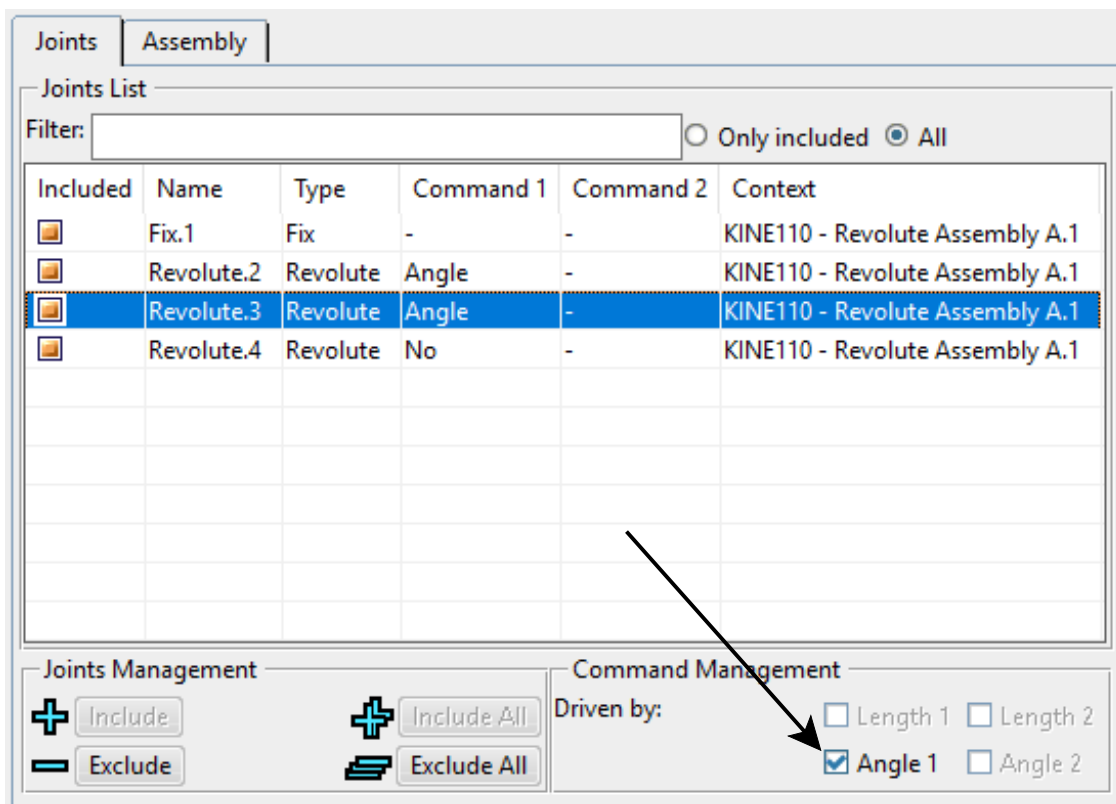 Joints Assembly
Joints List
Filter: Only included All
Included Name Type Command 1 Command 2 Context
Fix.1 Fix - - KINE110 - Revolute Assembly A.1
Revolute.2 Revolute Angle - KINE110 - Revolute Assembly A.1
Revolute.3 Revolute Angle - KINE110 - Revolute Assembly A.1
Revolute.4 Revolute No - KINE110 - Revolute Assembly A.1
Joints Management Command Management
Include Include All Driven by: Length 1 Length 2
Exclude Exclude All Angle 1 Angle 2